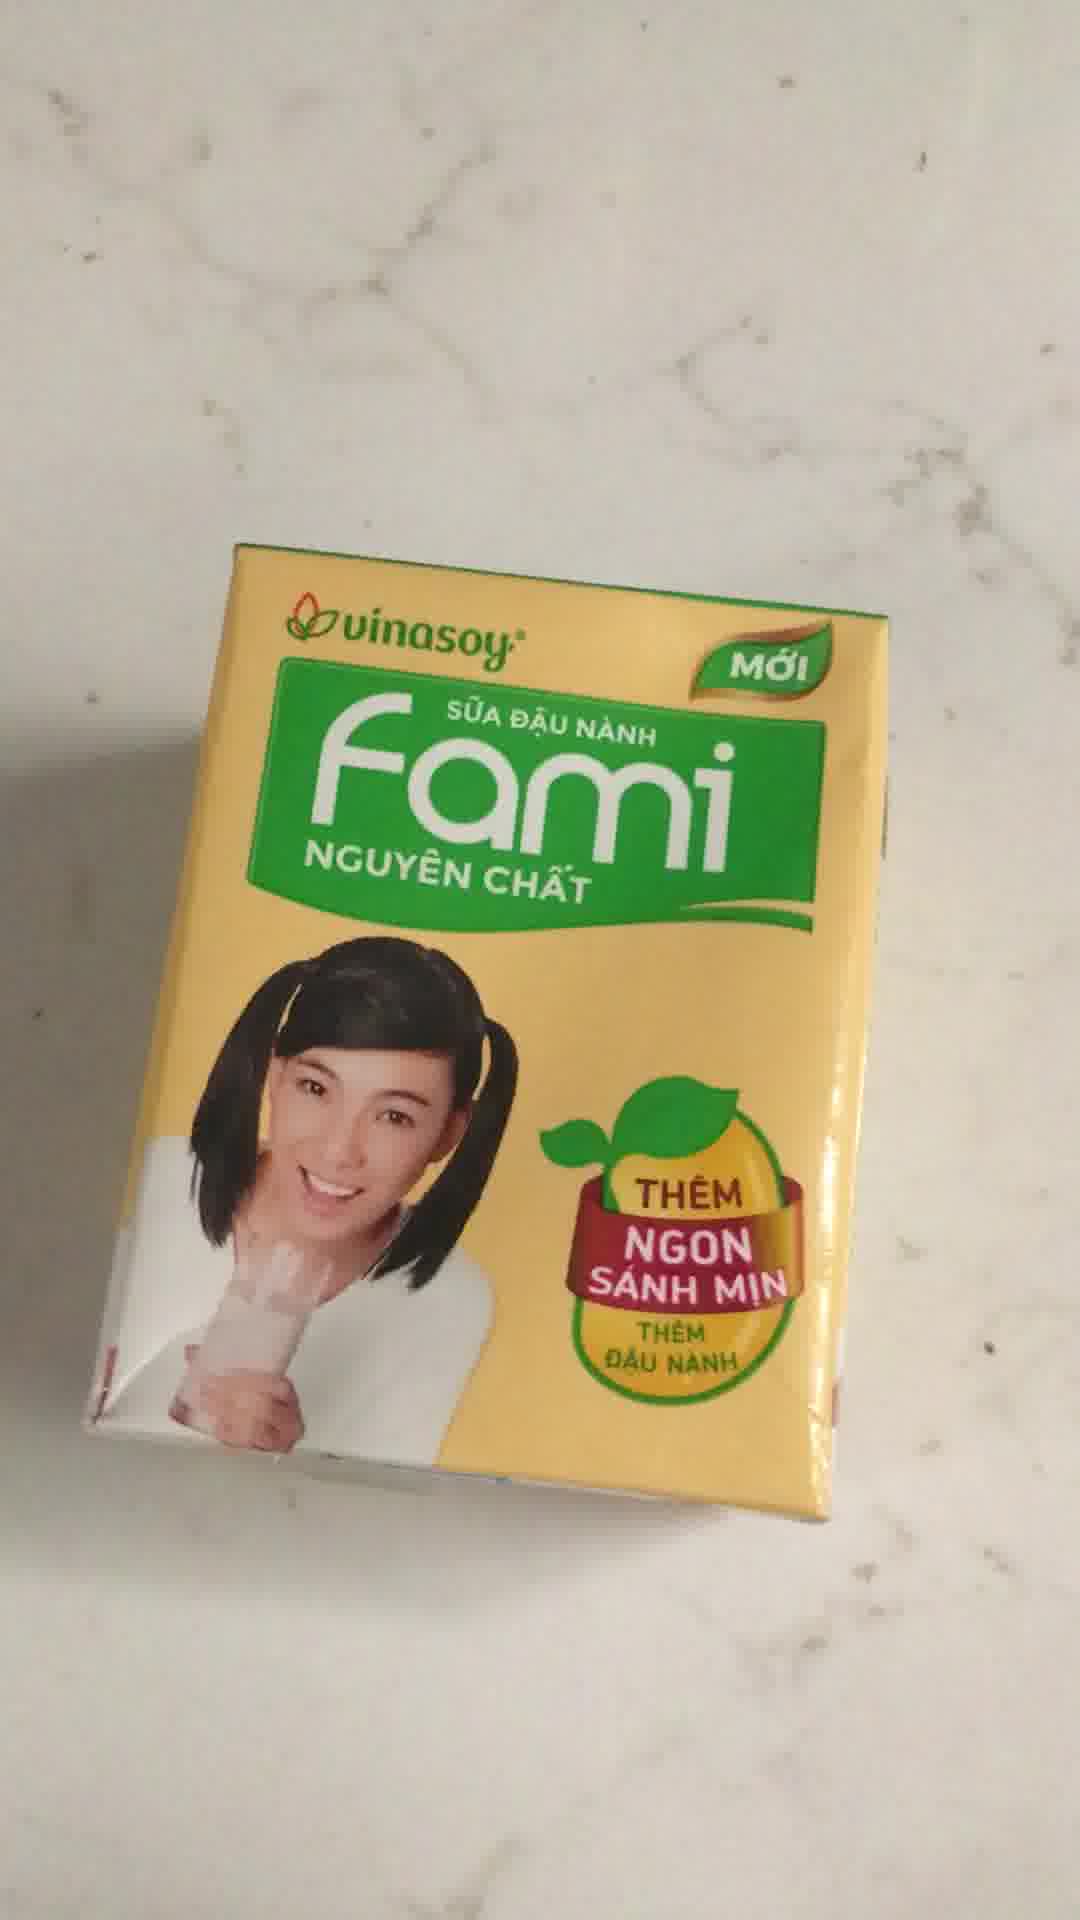 vinasoy®
MỚI
SỮA ĐẬU NÀNH
fami
NGUYÊN CHẤT
THÊM
NGON
SÁNH MỊN
THÊM
ĐẬU NÀNH